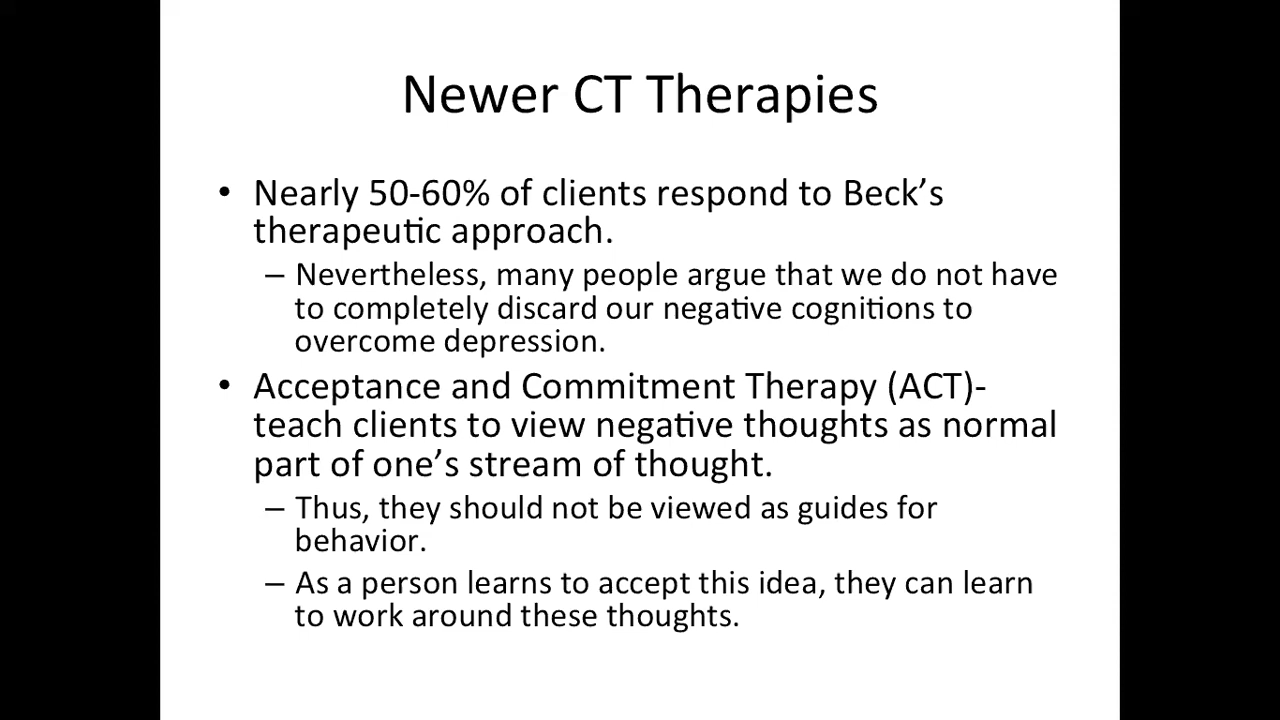 Newer CT Therapies
• Nearly 50-60% of clients respond to Beck’s
therapeutic approach.
– Nevertheless, many people argue that we do not have
to completely discard our negative cognitions to
overcome depression.
• Acceptance and Commitment Therapy (ACT)-
teach clients to view negative thoughts as normal
part of one’s stream of thought.
– Thus, they should not be viewed as guides for
behavior.
– As a person learns to accept this idea, they can learn
to work around these thoughts.